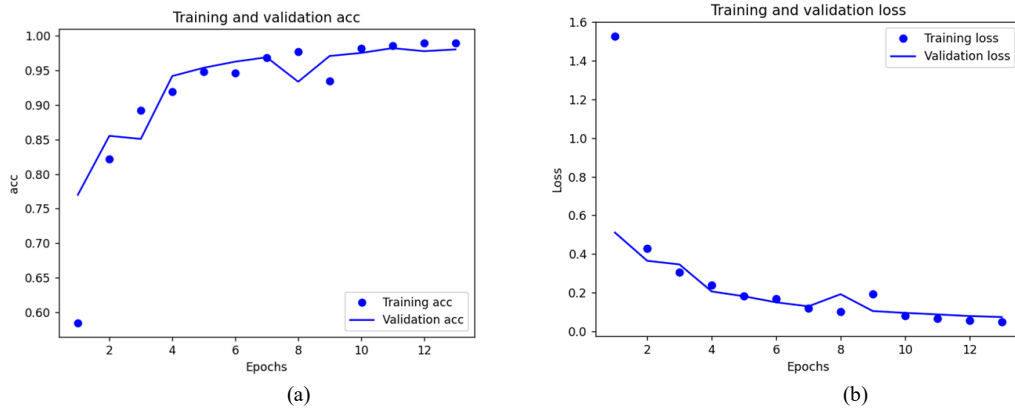 Training and validation acc
1.00
0.95
0.90
0.85
0.80
0.75
0.70
0.65
0.60
acc
Training acc
Validation acc
2 4 6 8 10 12
Epochs
(a)
Training and validation loss
1.6
1.4
1.2
1.0
0.8
0.6
0.4
0.2
0.0
Loss
Training loss
Validation loss
2 4 6 8 10 12
Epochs
(b)